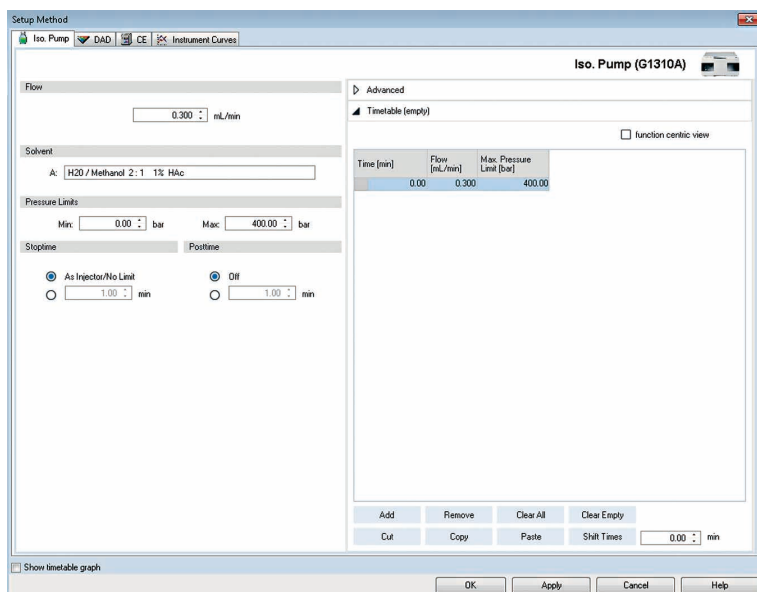 Setup Method
Iso. Pump DAD CE Instrument Curves
Iso. Pump (G1310A)
Flow
0.300 mL/min
Solvent
A: H20 / Methanol 2:1 1% HAc
Pressure Limits
Min: 0.00 bar Max: 400.00 bar
Stoptime Posttime
As Injector/No Limit Off
1.00 min 1.00 min
Advanced
Timetable (empty)
function centric view
Time [min] Flow [mL/min] Max. Pressure Limit [bar]
0.00 0.300 400.00
Add Remove Clear All Clear Empty
Cut Copy Paste Shift Times 0.00 min
Show timetable graph
OK Apply Cancel Help